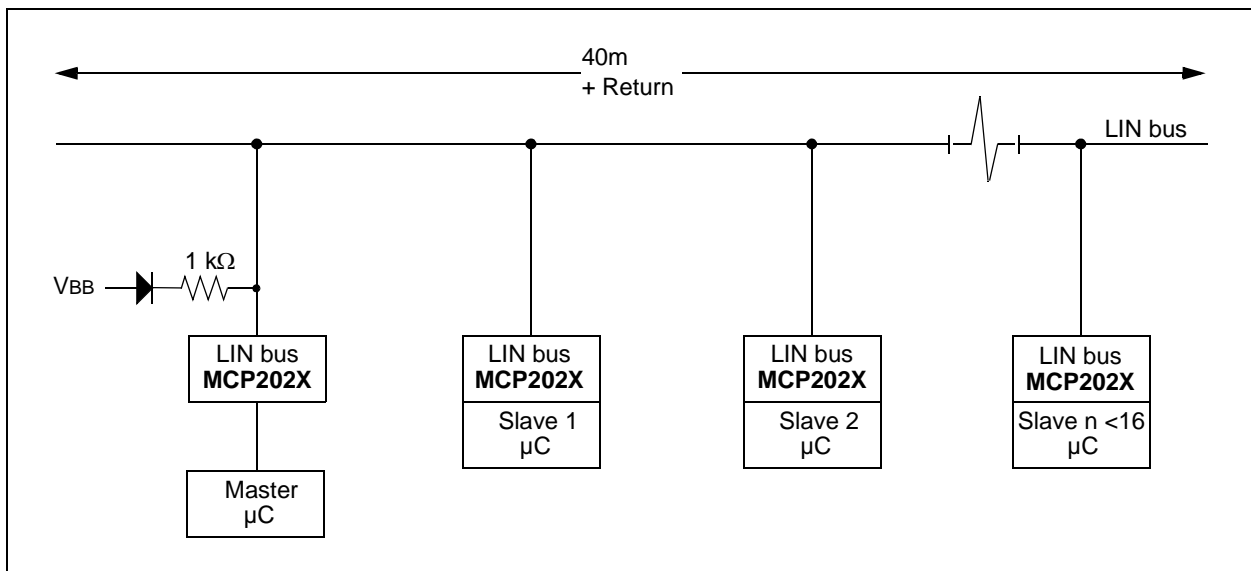 40m
+ Return
LIN bus
1 kΩ
VBB
LIN bus
MCP202X
Master
µC
LIN bus
MCP202X
Slave 1
µC
LIN bus
MCP202X
Slave 2
µC
LIN bus
MCP202X
Slave n <16
µC